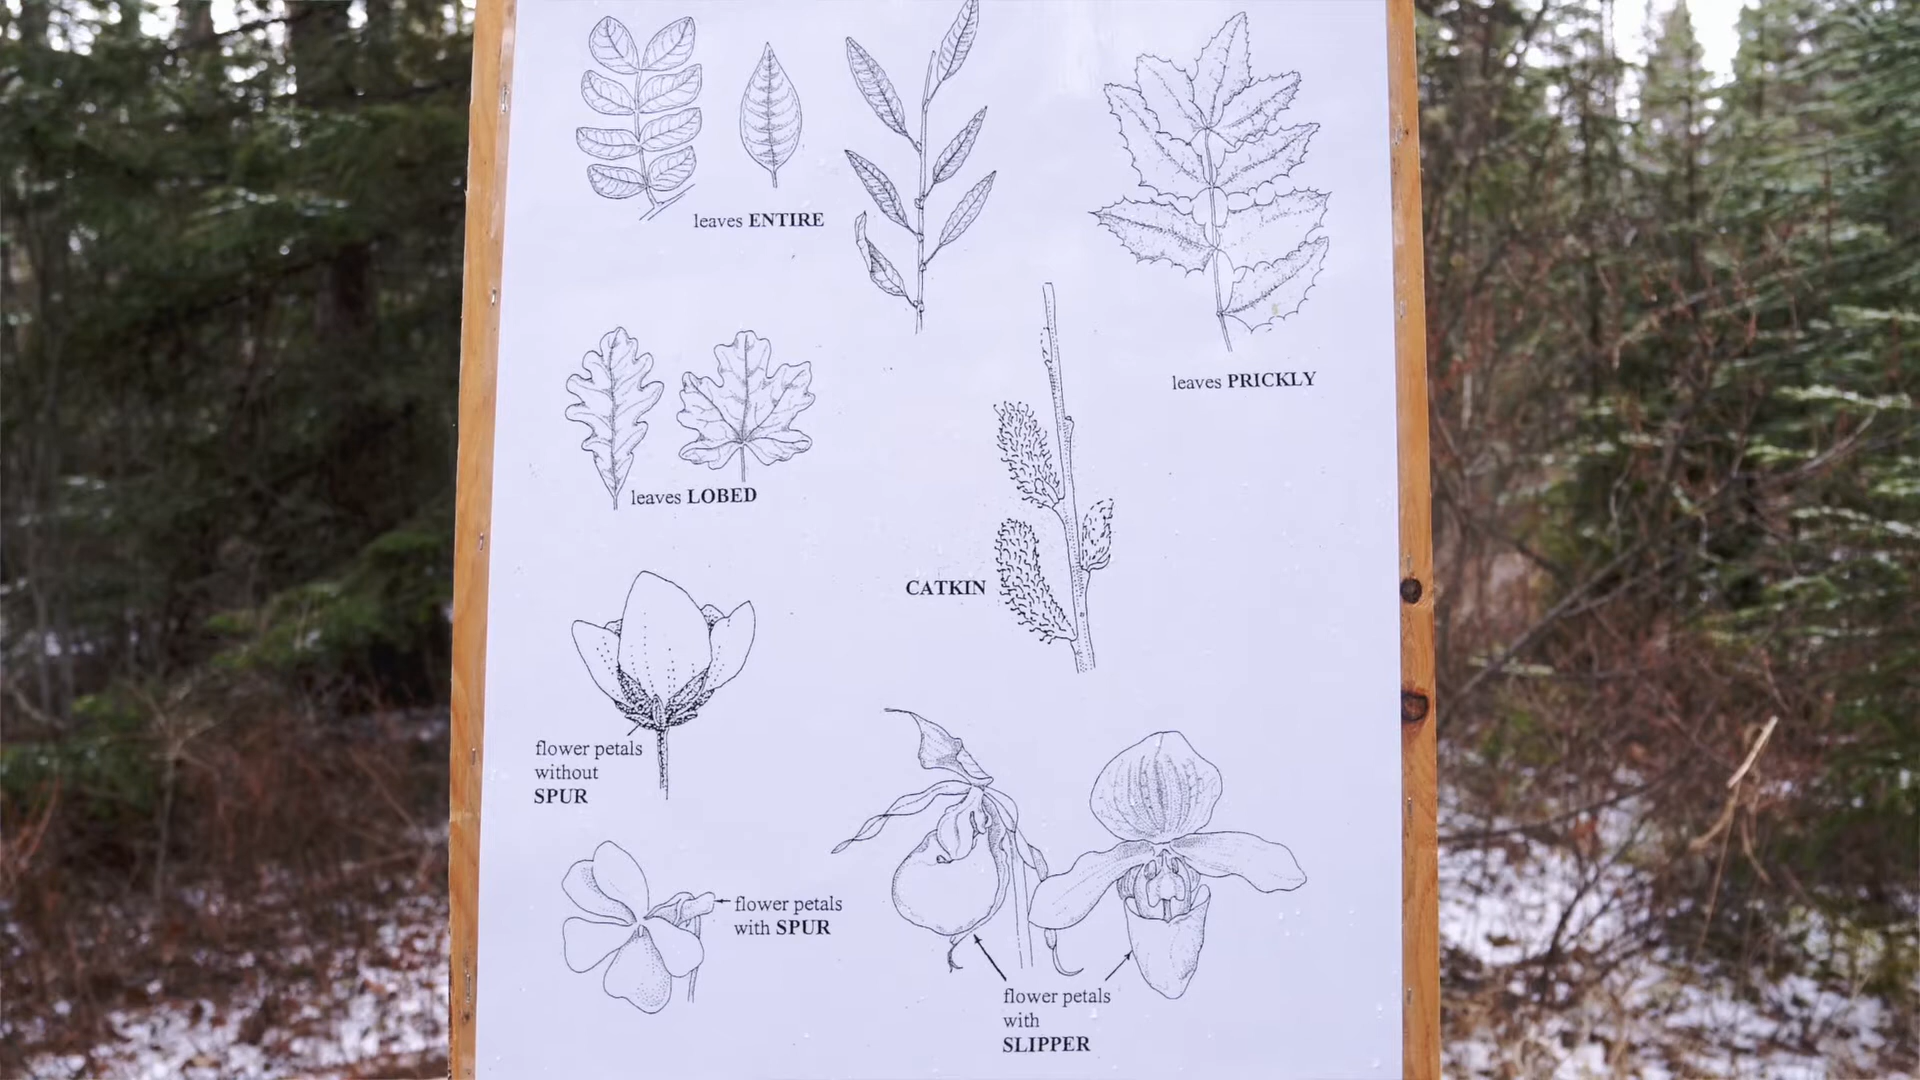 leaves ENTIRE
leaves PRICKLY
leaves LOBED
CATKIN
flower petals
without
SPUR
flower petals
with SPUR
flower petals
with
SLIPPER